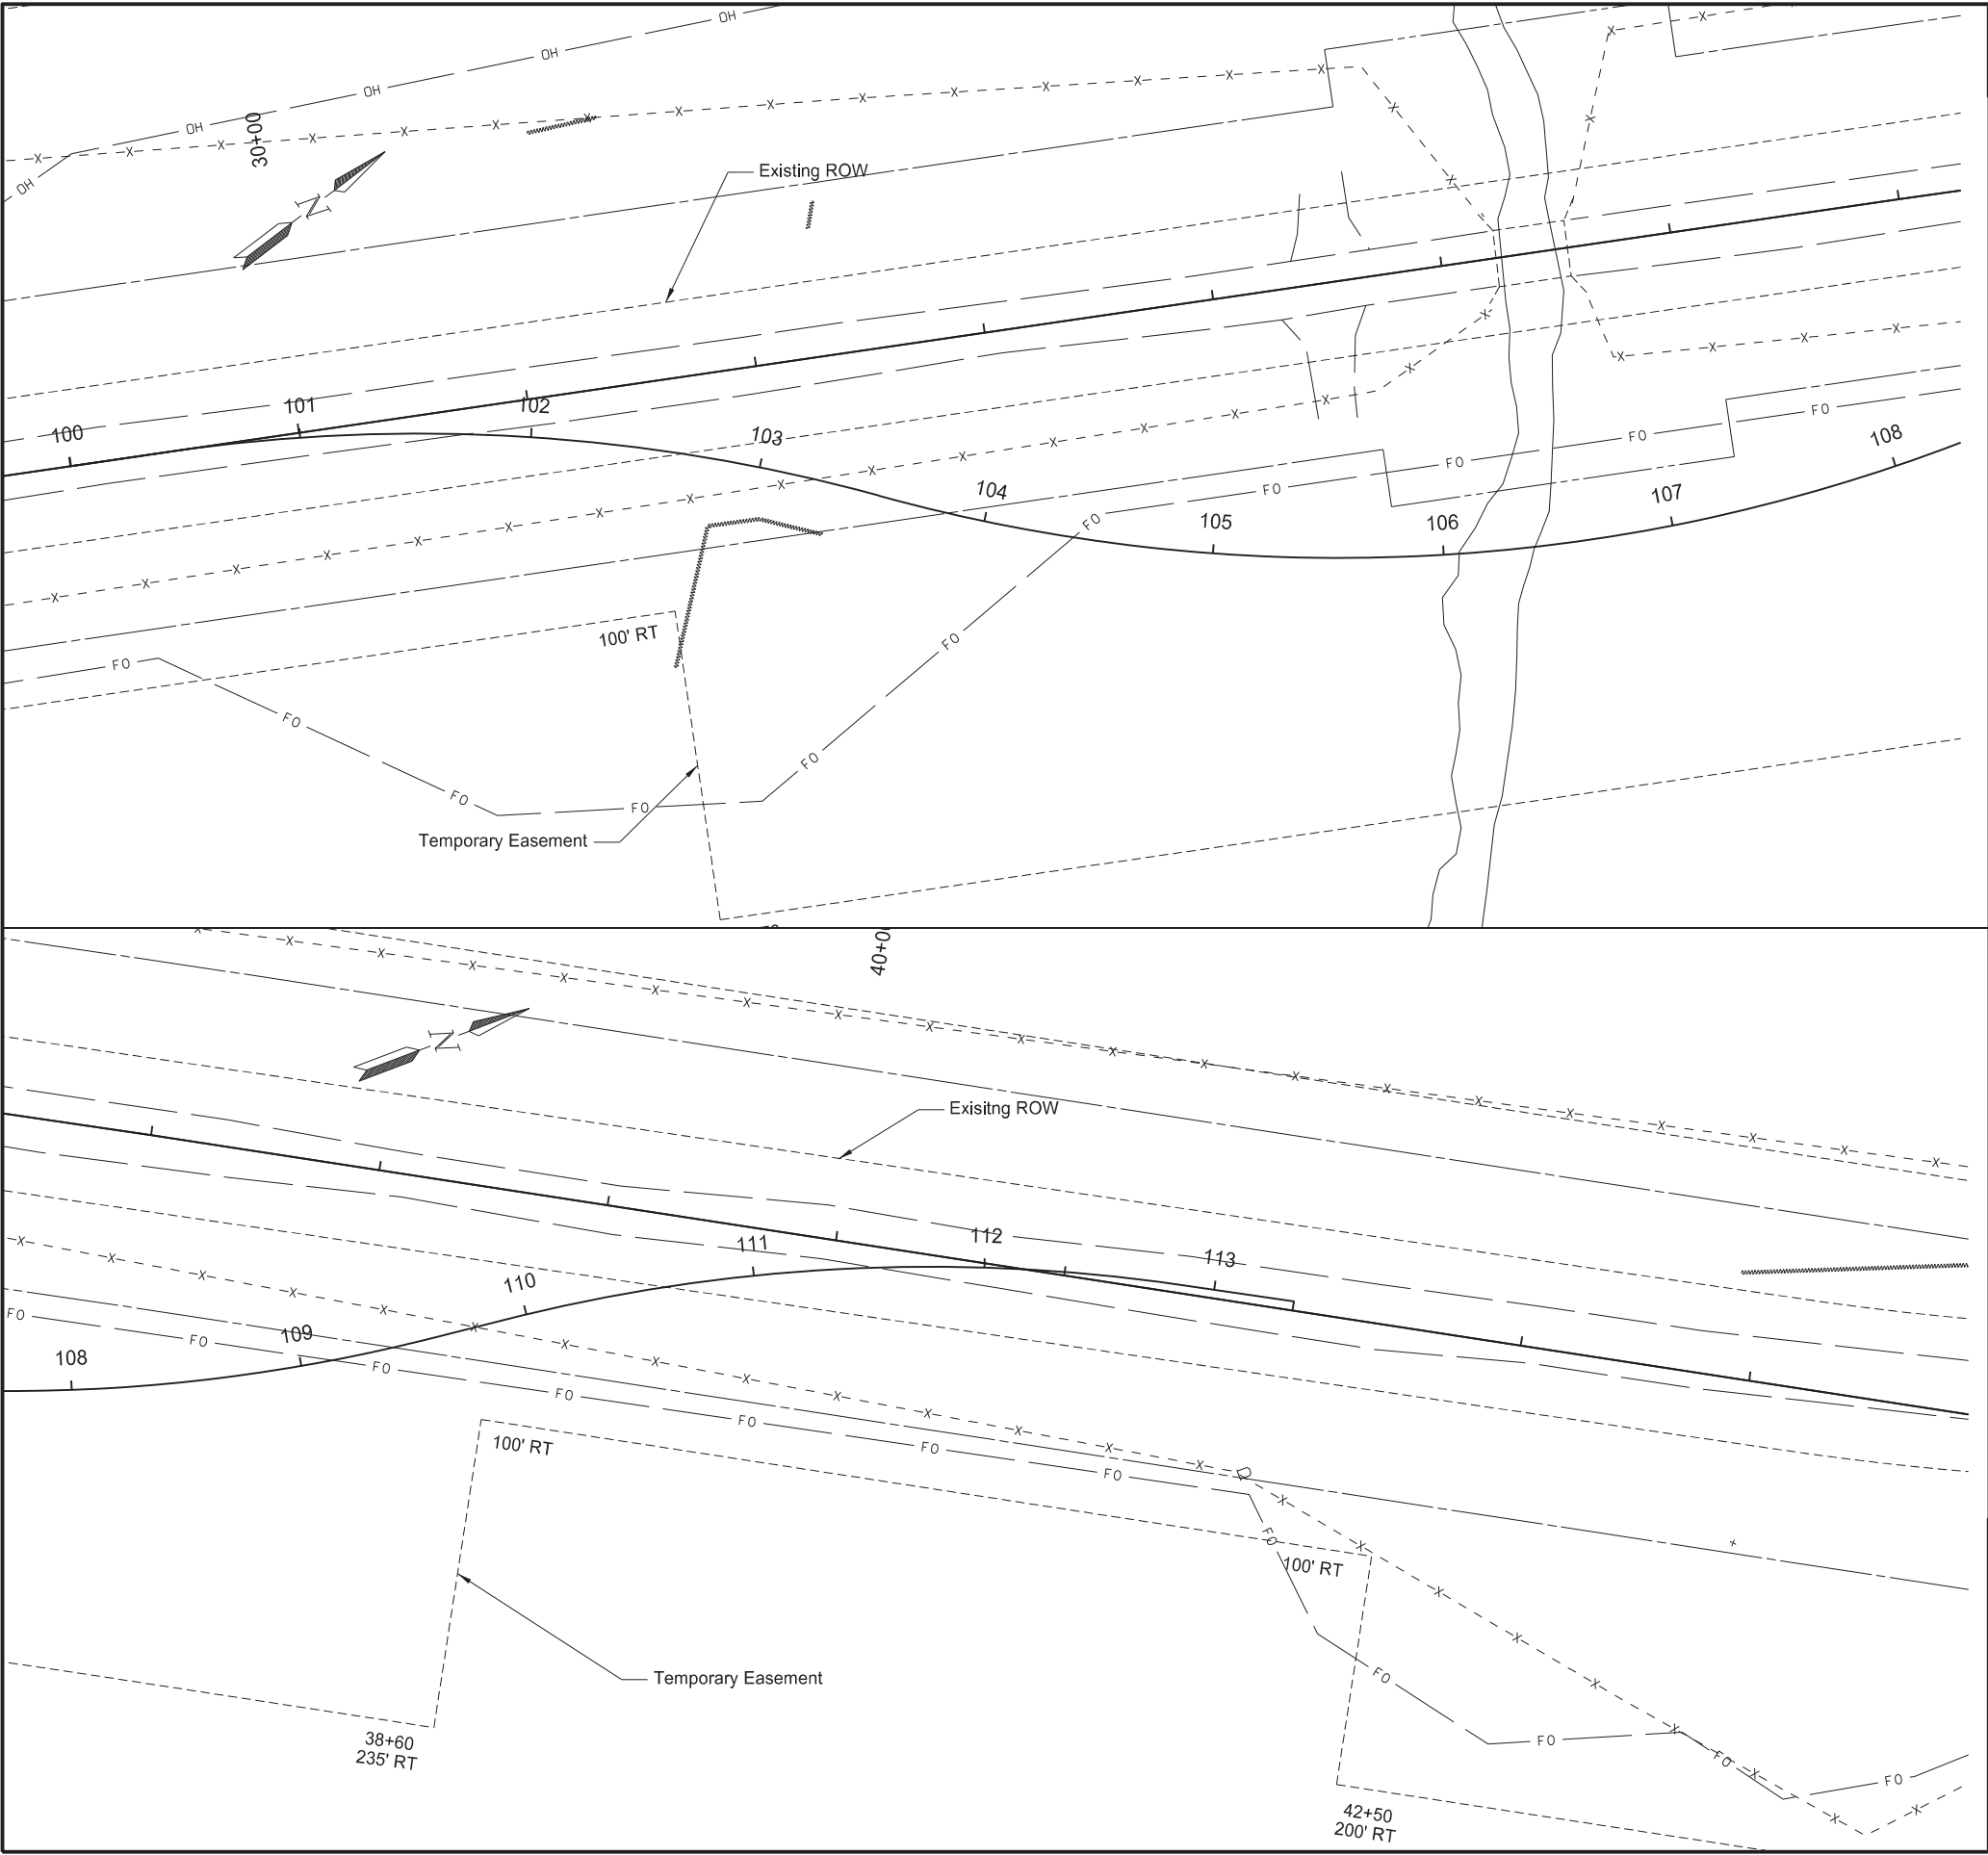 OH
OH
OH
OH
OH
30+00
N
Existing ROW
100
101
102
103
104
105
106
107
108
100' RT
FO
FO
FO
FO
FO
FO
FO
FO
FO
FO
FO
Temporary Easement
40+0
N
Exisitng ROW
108
109
110
111
112
113
FO
FO
FO
FO
FO
FO
FO
FO
100' RT
100' RT
Temporary Easement
38+60
235' RT
FO
FO
FO
FO
42+50
200' RT